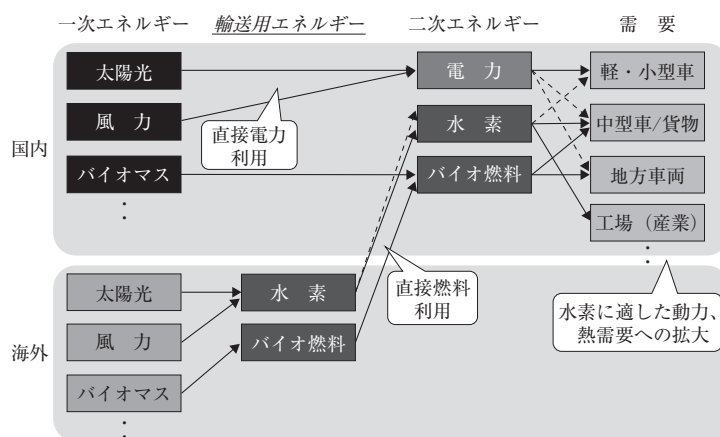 一次エネルギー 輸送用エネルギー 二次エネルギー 需 要
国内
太陽光
風 力
バイオマス
・
・
直接電力
利用
電 力
水 素
バイオ燃料
軽・小型車
中型車/貨物
地方車両
工場（産業）
・
・
海外
太陽光
風 力
バイオマス
・
・
水 素
バイオ燃料
直接燃料
利用
水素に適した動力、
熱需要への拡大